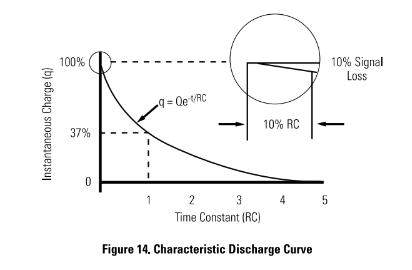 100%
37%
0
Instantaneous Charge (q)
q = Qe-t/RC
10% Signal
Loss
10% RC
1 2 3 4 5
Time Constant (RC)
Figure 14. Characteristic Discharge Curve